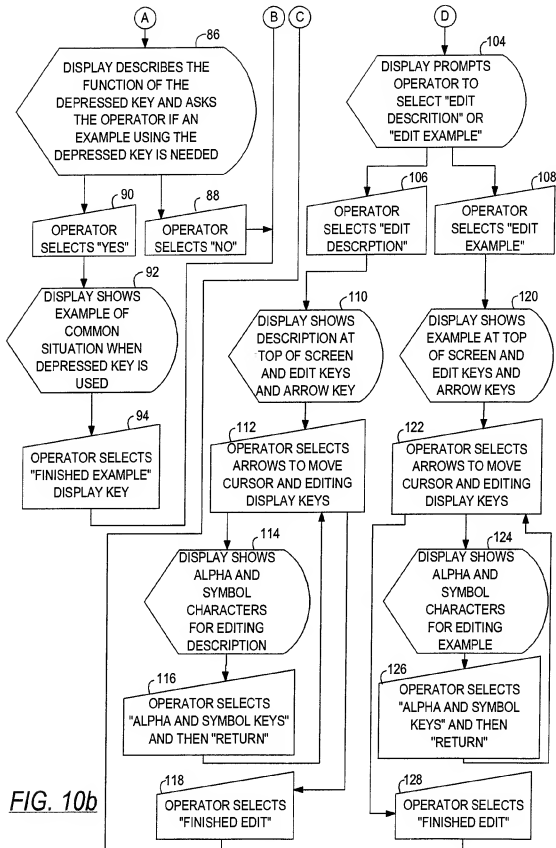 A
B
C
D
86
DISPLAY DESCRIBES THE
FUNCTION OF THE
DEPRESSED KEY AND ASKS
THE OPERATOR IF AN
EXAMPLE USING THE
DEPRESSED KEY IS NEEDED
104
DISPLAY PROMPTS
OPERATOR TO
SELECT "EDIT
DESCRITION" OR
"EDIT EXAMPLE"
90
OPERATOR
SELECTS "YES"
88
OPERATOR
SELECTS "NO"
106
OPERATOR
SELECTS "EDIT
DESCRPTION"
108
OPERATOR
SELECTS "EDIT
EXAMPLE"
92
DISPLAY SHOWS
EXAMPLE OF
COMMON
SITUATION WHEN
DEPRESSED KEY IS
USED
110
DISPLAY SHOWS
DESCRIPTION AT
TOP OF SCREEN
AND EDIT KEYS
AND ARROW KEY
120
DISPLAY SHOWS
EXAMPLE AT TOP
OF SCREEN AND
EDIT KEYS AND
ARROW KEYS
94
OPERATOR SELECTS
"FINISHED EXAMPLE"
DISPLAY KEY
112
OPERATOR SELECTS
ARROWS TO MOVE
CURSOR AND EDITING
DISPLAY KEYS
122
OPERATOR SELECTS
ARROWS TO MOVE
CURSOR AND EDITING
DISPLAY KEYS
114
DISPLAY SHOWS
ALPHA AND
SYMBOL
CHARACTERS
FOR EDITING
DESCRIPTION
124
DISPLAY SHOWS
ALPHA AND
SYMBOL
CHARACTERS
FOR EDITING
EXAMPLE
116
OPERATOR SELECTS
"ALPHA AND SYMBOL KEYS"
AND THEN "RETURN"
126
OPERATOR SELECTS
"ALPHA AND SYMBOL
KEYS" AND THEN
"RETURN"
118
OPERATOR SELECTS
"FINISHED EDIT"
128
OPERATOR SELECTS
"FINISHED EDIT"
FIG. 10b